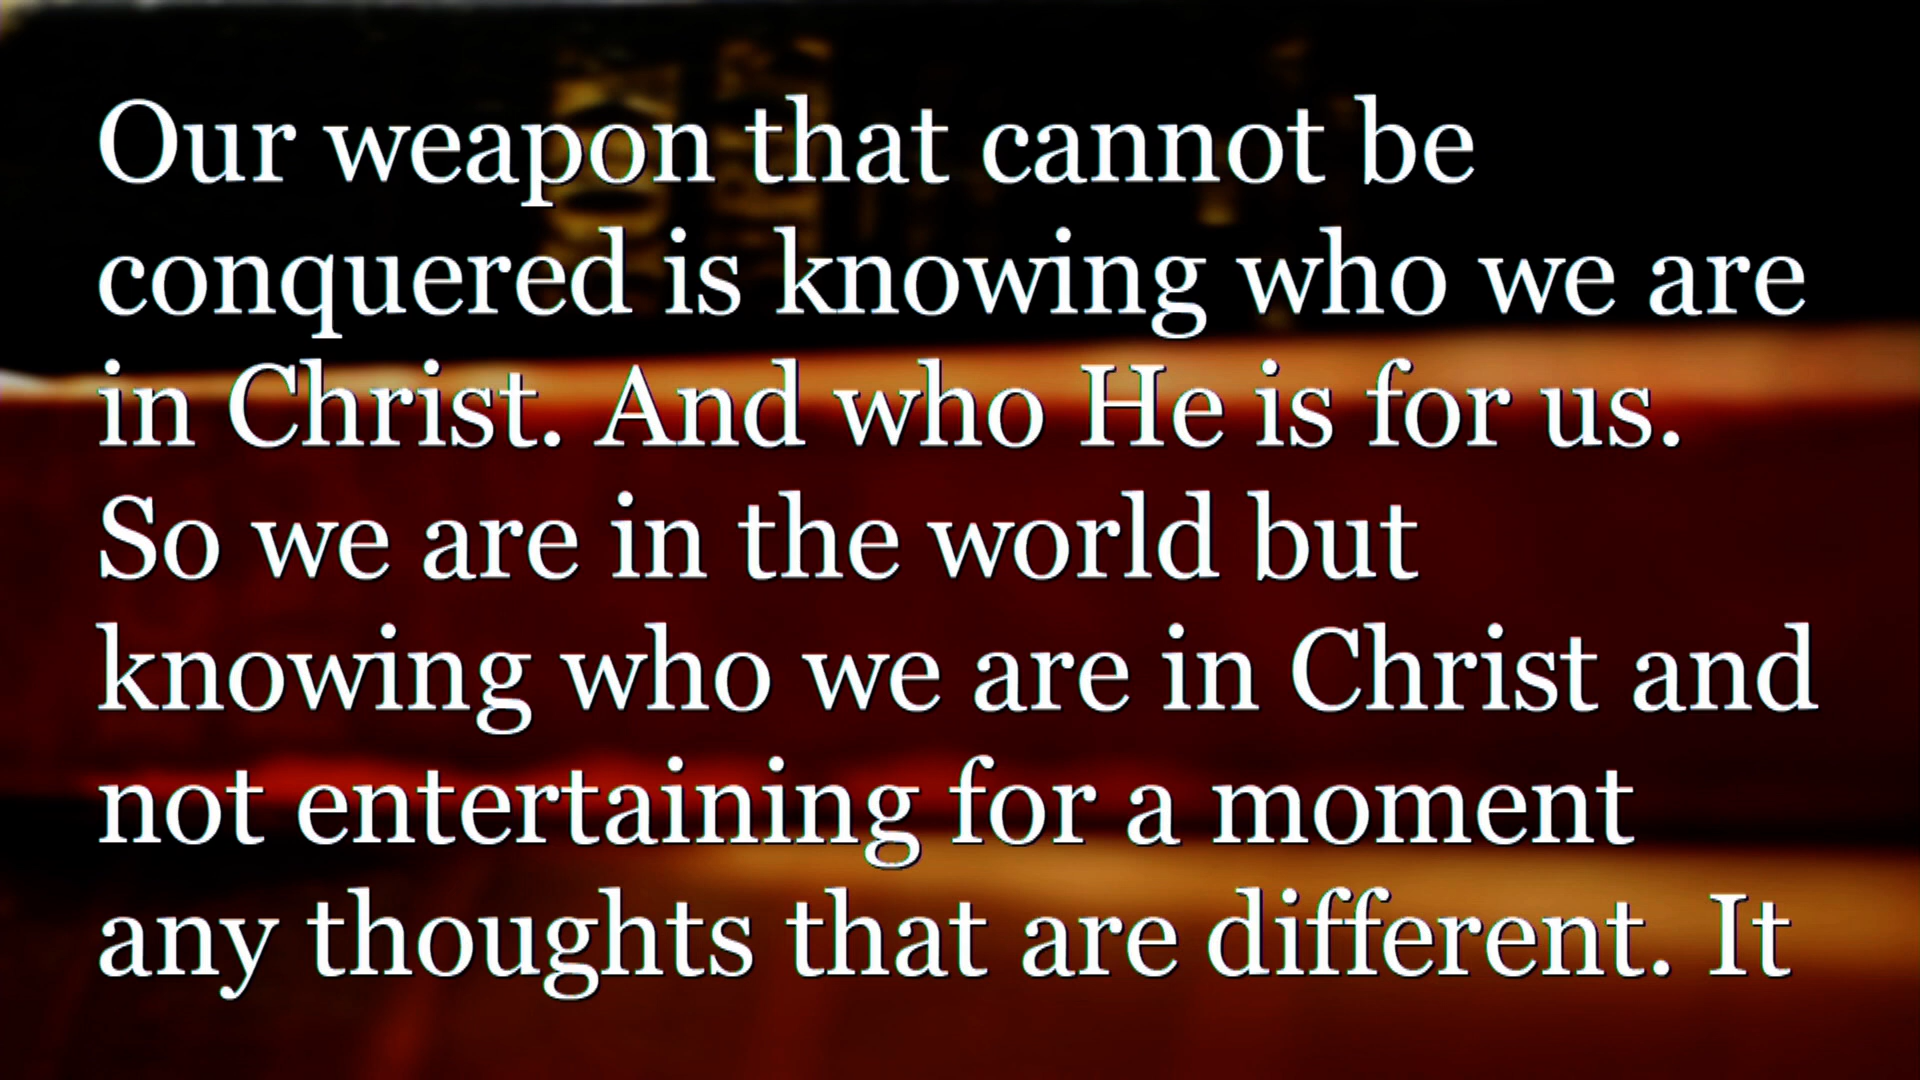 Our weapon that cannot be
conquered is knowing who we are
in Christ. And who He is for us.
So we are in the world but
knowing who we are in Christ and
not entertaining for a moment
any thoughts that are different. It